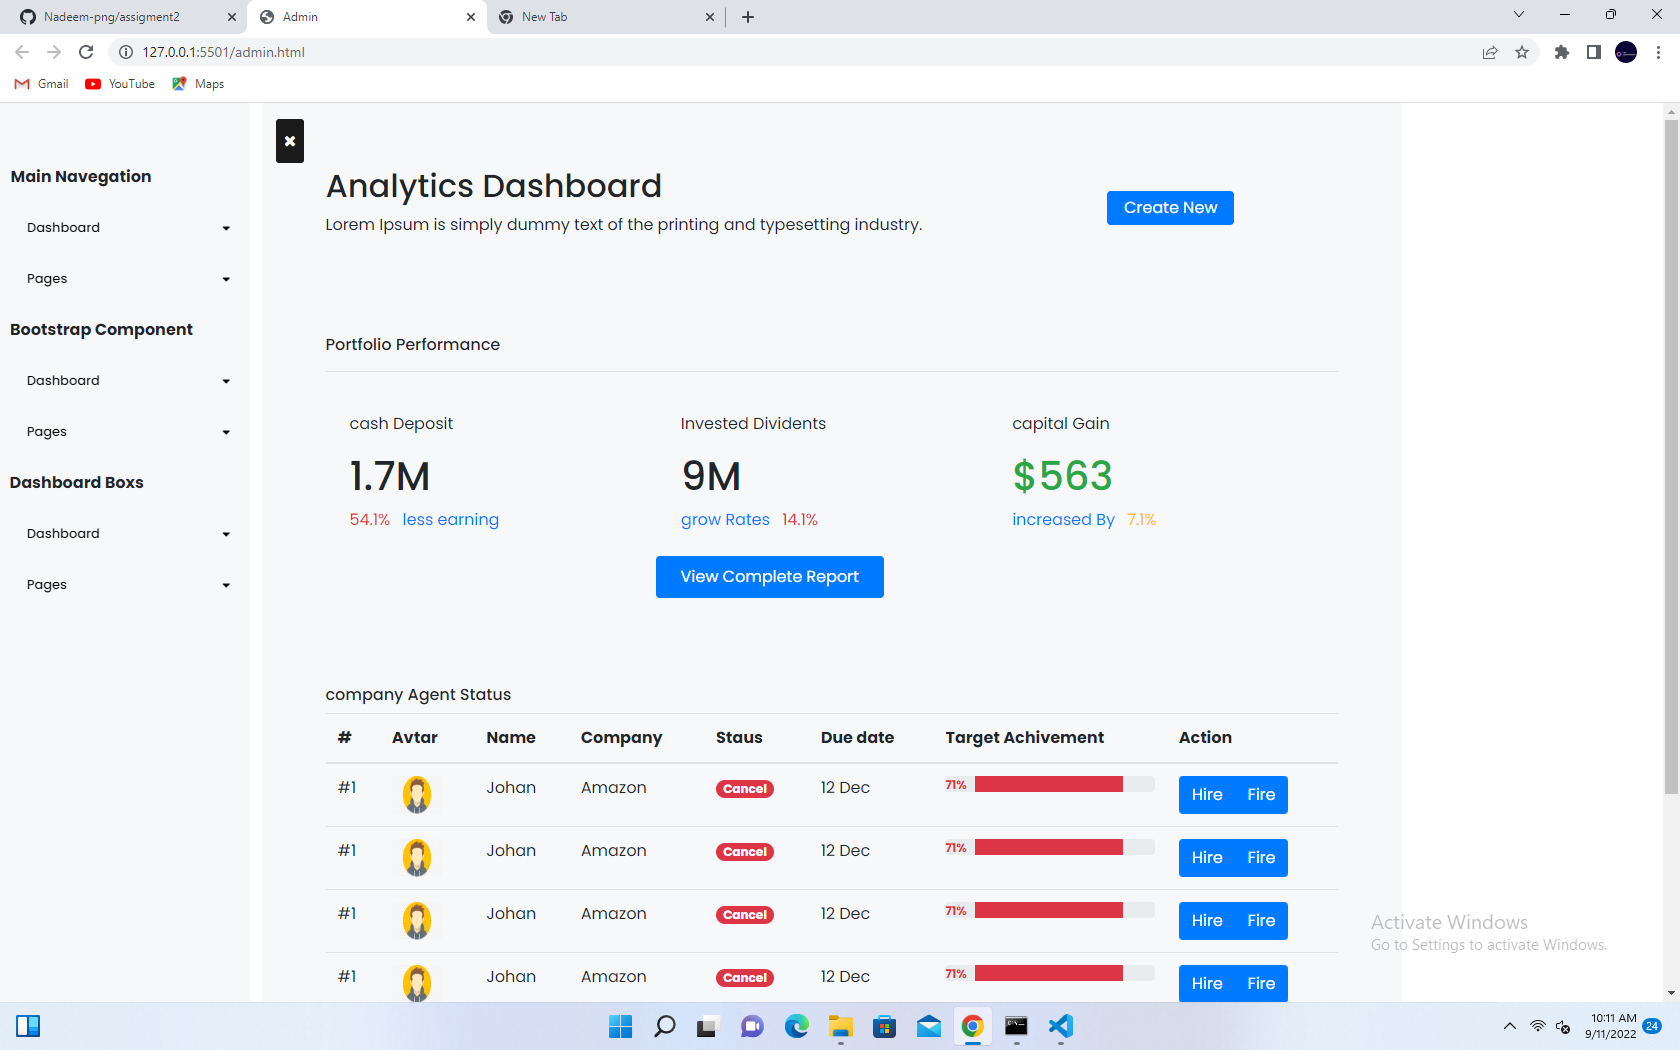 Nadeem-png/assigment2
Admin
New Tab
127.0.0.1:5501/admin.html
Gmail
YouTube
Maps
Main Navigation
Dashboard
Pages
Bootstrap Component
Dashboard
Pages
Dashboard Boxs
Dashboard
Pages
Analytics Dashboard
Lorem Ipsum is simply dummy text of the printing and typesetting industry.
Create New
Portfolio Performance
cash Deposit
1.7M
54.1% less earning
Invested Dividents
9M
grow Rates 14.1%
capital Gain
$563
increased By 7.1%
View Complete Report
company Agent Status
# Avtar Name Company Staus Due date Target Achivement Action
#1 Johan Amazon Cancel 12 Dec 71% Hire Fire
#1 Johan Amazon Cancel 12 Dec 71% Hire Fire
#1 Johan Amazon Cancel 12 Dec 71% Hire Fire
#1 Johan Amazon Cancel 12 Dec 71% Hire Fire
Activate Windows
Go to Settings to activate Windows.
10:11 AM
9/11/2022
24